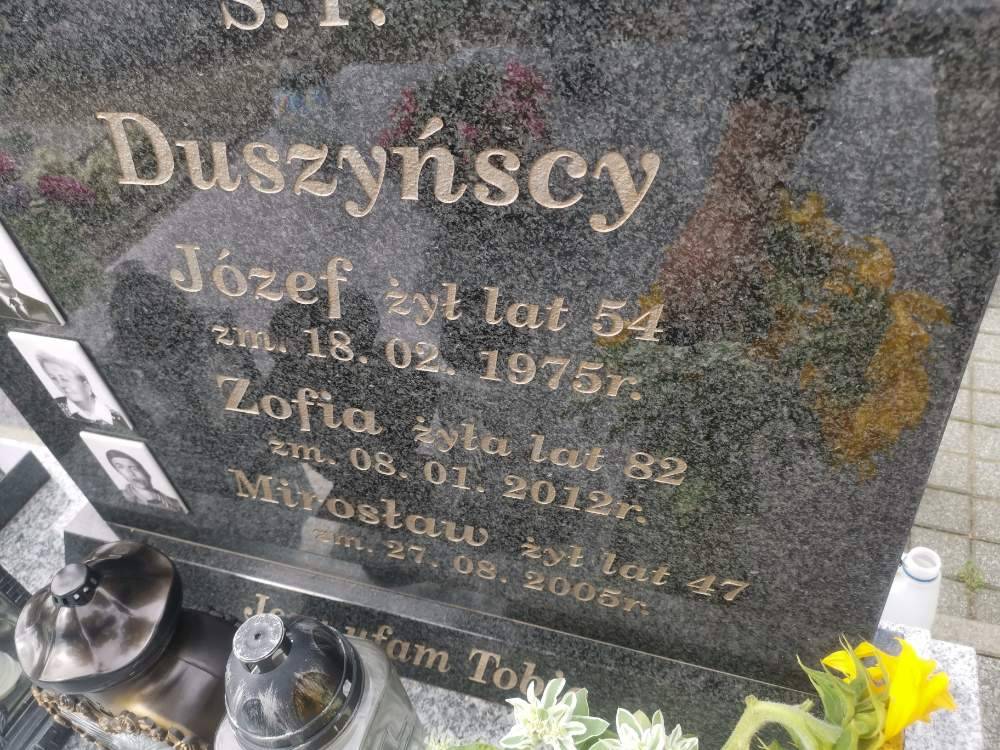 Ś. P.
Duszyńscy
Józef żył lat 54
zm. 18. 02. 1975r.
Zofia żyła lat 82
zm. 08. 01. 2012r.
Mirosław żył lat 47
zm. 27. 08. 2005r.
ufam